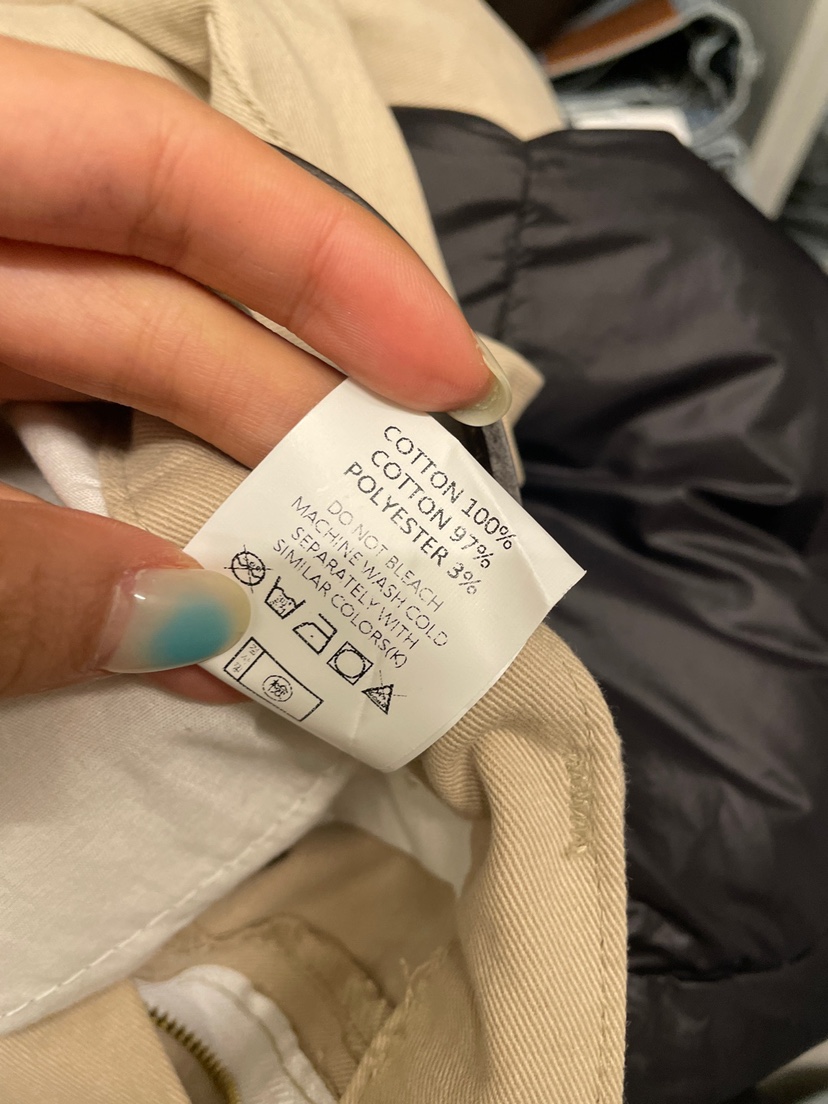 COTTON 100%
COTTON 97%
POLYESTER 3%
DO NOT BLEACH
MACHINE WASH COLD
SEPARATELY WITH
SIMILAR COLORS(K)